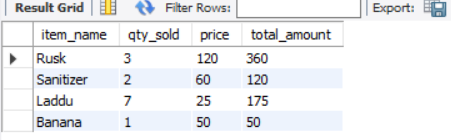 Result Grid Filter Rows: Export:
item_name qty_sold price total_amount
Rusk 3 120 360
Sanitizer 2 60 120
Laddu 7 25 175
Banana 1 50 50